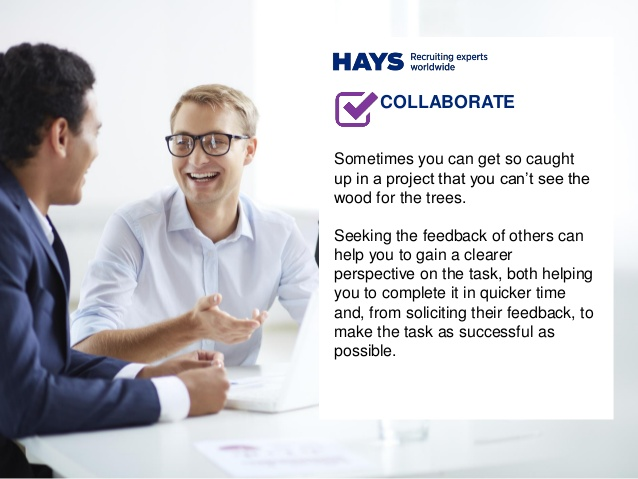 HAYS Recruiting experts
worldwide
COLLABORATE
Sometimes you can get so caught
up in a project that you can’t see the
wood for the trees.
Seeking the feedback of others can
help you to gain a clearer
perspective on the task, both helping
you to complete it in quicker time
and, from soliciting their feedback, to
make the task as successful as
possible.